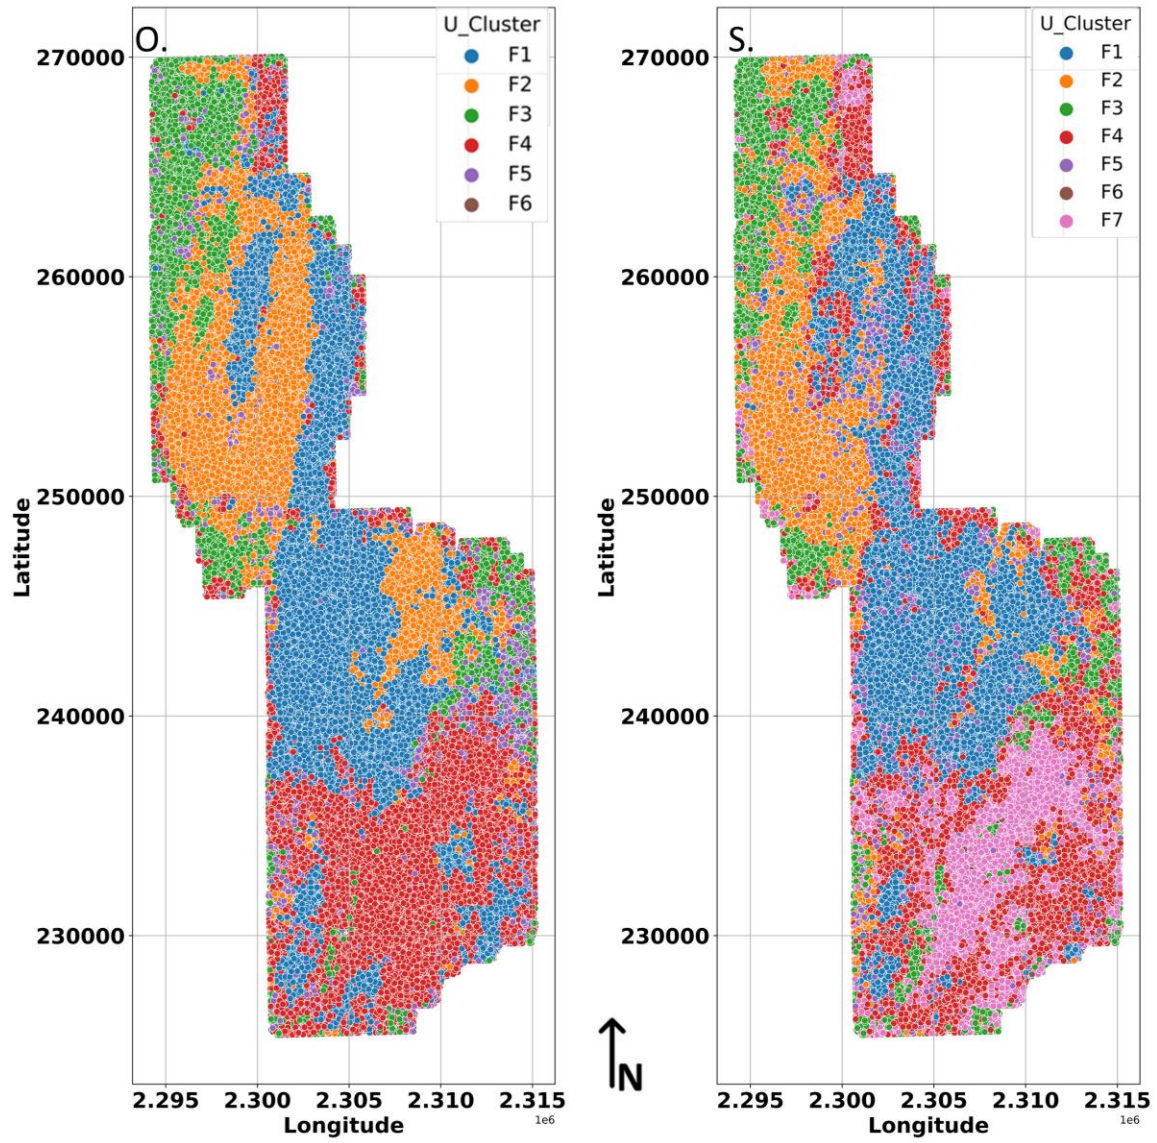 O.
U_Cluster
F1
F2
F3
F4
F5
F6
270000
260000
250000
240000
230000
Latitude
2.295 2.300 2.305 2.310 2.315
1e6
Longitude
N
S.
U_Cluster
F1
F2
F3
F4
F5
F6
F7
270000
260000
250000
240000
230000
Latitude
2.295 2.300 2.305 2.310 2.315
1e6
Longitude